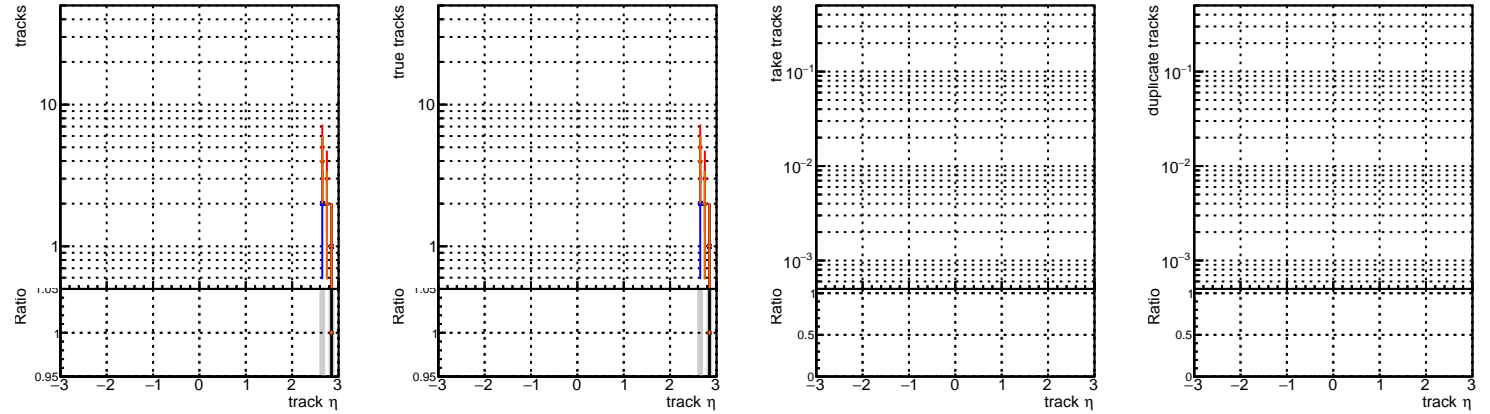 tracks
10
1
Ratio
1.05
1
0.95
−3 −2 −1 0 1 2 3
track η
true tracks
10
1
Ratio
1.05
1
0.95
−3 −2 −1 0 1 2 3
track η
fake tracks
10−1
10−2
10−3
Ratio
1
0.5
0
−3 −2 −1 0 1 2 3
track η
duplicate tracks
10−1
10−2
10−3
Ratio
1
0.5
0
−3 −2 −1 0 1 2 3
track η